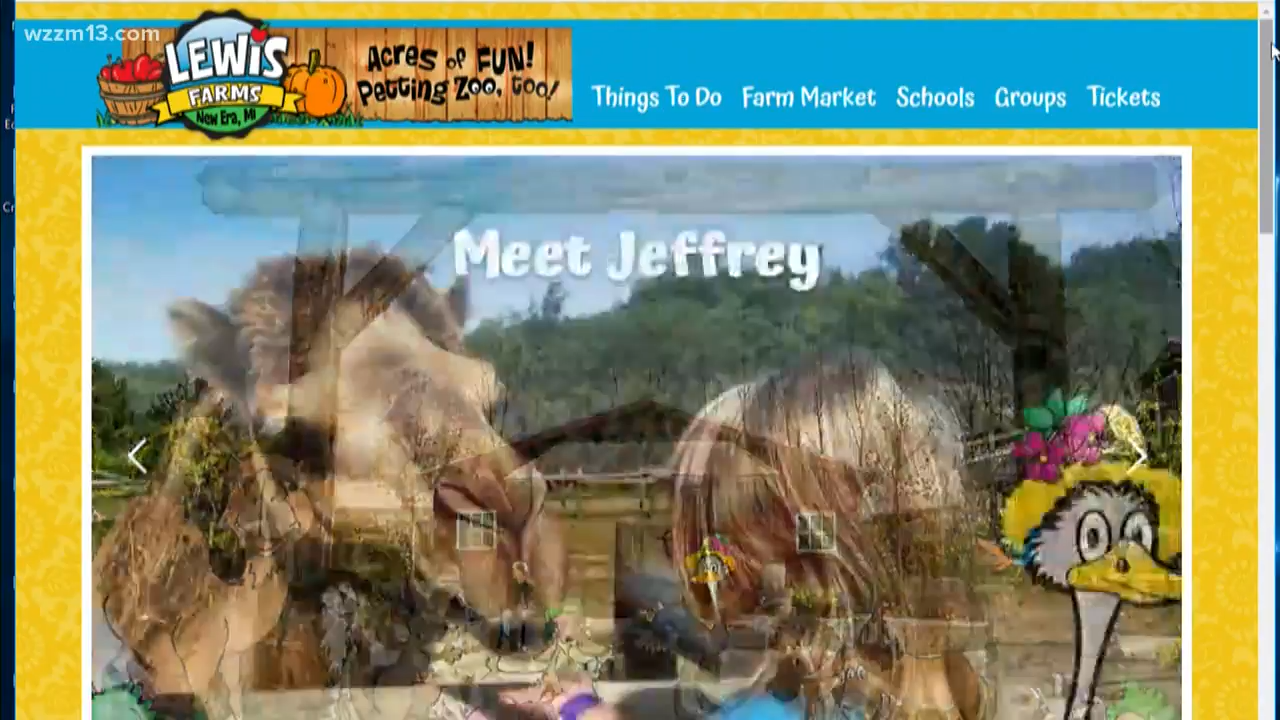 wzzm13.com
LEWiS
FARMS
New Era, Mi
Acres of FUN!
Petting Zoo, too!
Things To Do Farm Market Schools Groups Tickets
Meet Jeffrey